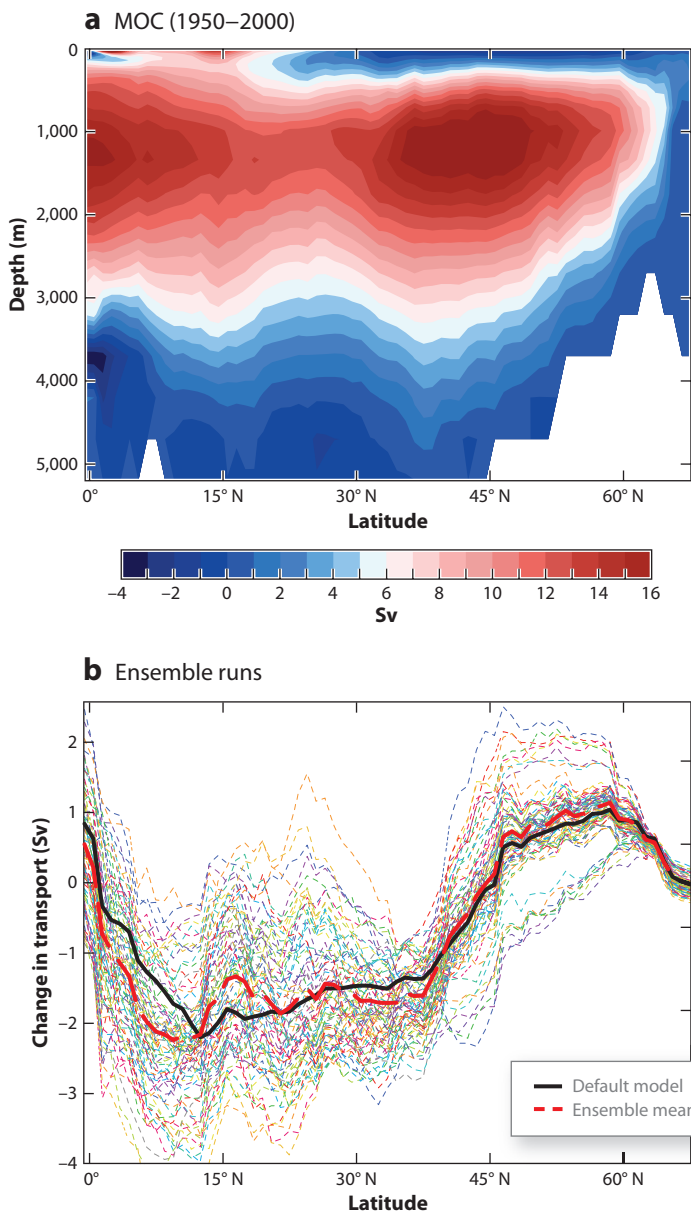 a MOC (1950–2000)
0
1,000
2,000
3,000
4,000
5,000
Depth (m)
0° 15° N 30° N 45° N 60° N
Latitude
–4 –2 0 2 4 6 8 10 12 14 16
Sv
b Ensemble runs
2
1
0
–1
–2
–3
–4
Change in transport (Sv)
Default model
Ensemble mean
0° 15° N 30° N 45° N 60° N
Latitude